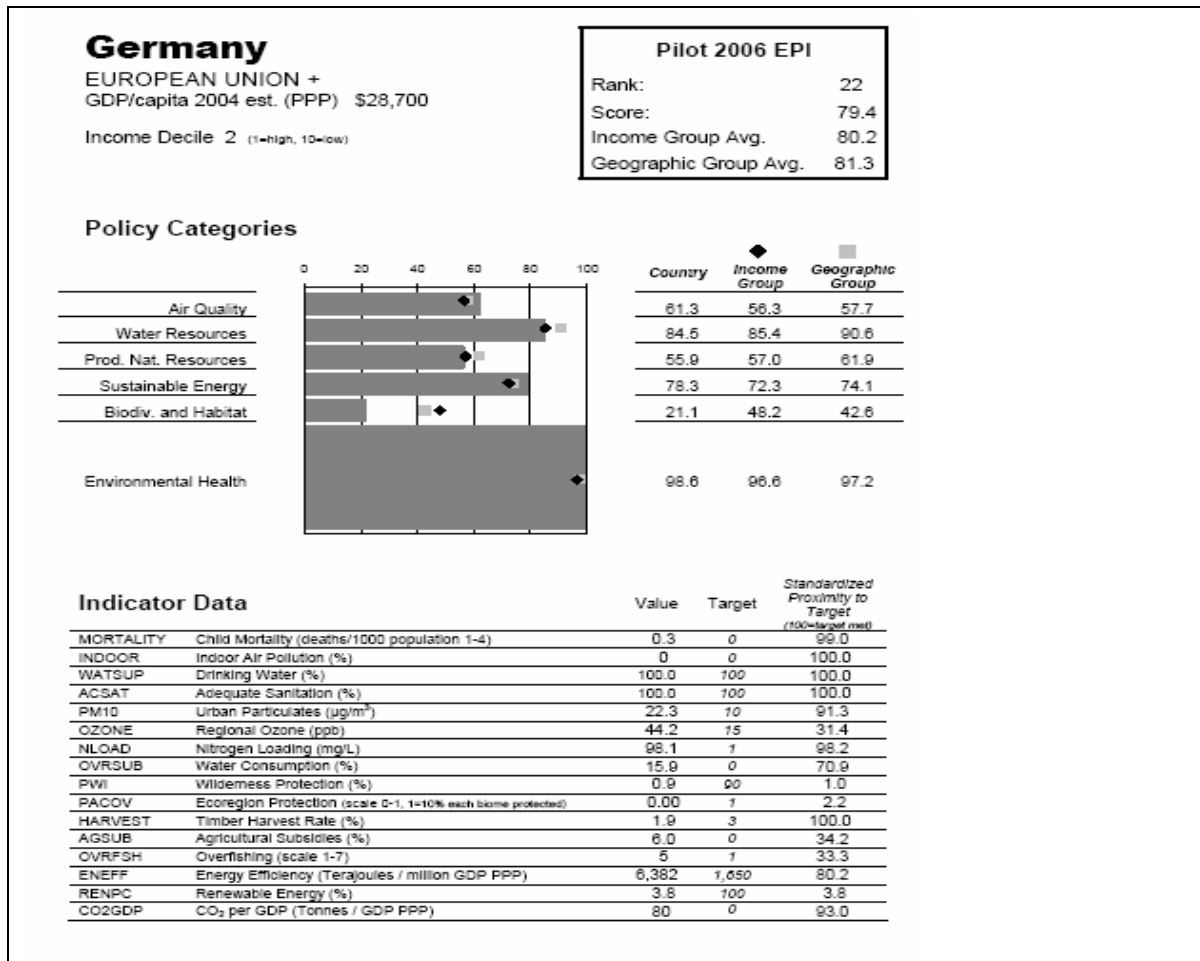 Germany
EUROPEAN UNION +
GDP/capita 2004 est. (PPP) $28,700
Income Decile 2 (1=high, 10=low)
Pilot 2006 EPI
Rank: 22
Score: 79.4
Income Group Avg. 80.2
Geographic Group Avg. 81.3
Policy Categories
0 20 40 60 80 100
Country Income Group Geographic Group
Air Quality 61.3 56.3 57.7
Water Resources 84.5 85.4 90.6
Prod. Nat. Resources 55.9 57.0 61.9
Sustainable Energy 78.3 72.3 74.1
Biodiv. and Habitat 21.1 48.2 42.6
Environmental Health 98.6 96.6 97.2
Indicator Data Value Target Standardized Proximity to Target (100=target met)
MORTALITY Child Mortality (deaths/1000 population 1-4) 0.3 0 99.0
INDOOR Indoor Air Pollution (%) 0 0 100.0
WATSUP Drinking Water (%) 100.0 100 100.0
ACSAT Adequate Sanitation (%) 100.0 100 100.0
PM10 Urban Particulates (µg/m³) 22.3 10 91.3
OZONE Regional Ozone (ppb) 44.2 15 31.4
NLOAD Nitrogen Loading (mg/L) 98.1 1 98.2
OVRSUB Water Consumption (%) 15.9 0 70.9
PWI Wilderness Protection (%) 0.9 90 1.0
PACOV Ecoregion Protection (scale 0-1, 1=10% each biome protected) 0.00 1 2.2
HARVEST Timber Harvest Rate (%) 1.9 3 100.0
AGSUB Agricultural Subsidies (%) 6.0 0 34.2
OVRFSH Overfishing (scale 1-7) 5 1 33.3
ENEFF Energy Efficiency (Terajoules / million GDP PPP) 6,382 1,650 80.2
RENPC Renewable Energy (%) 3.8 100 3.8
CO2GDP CO₂ per GDP (Tonnes / GDP PPP) 80 0 93.0